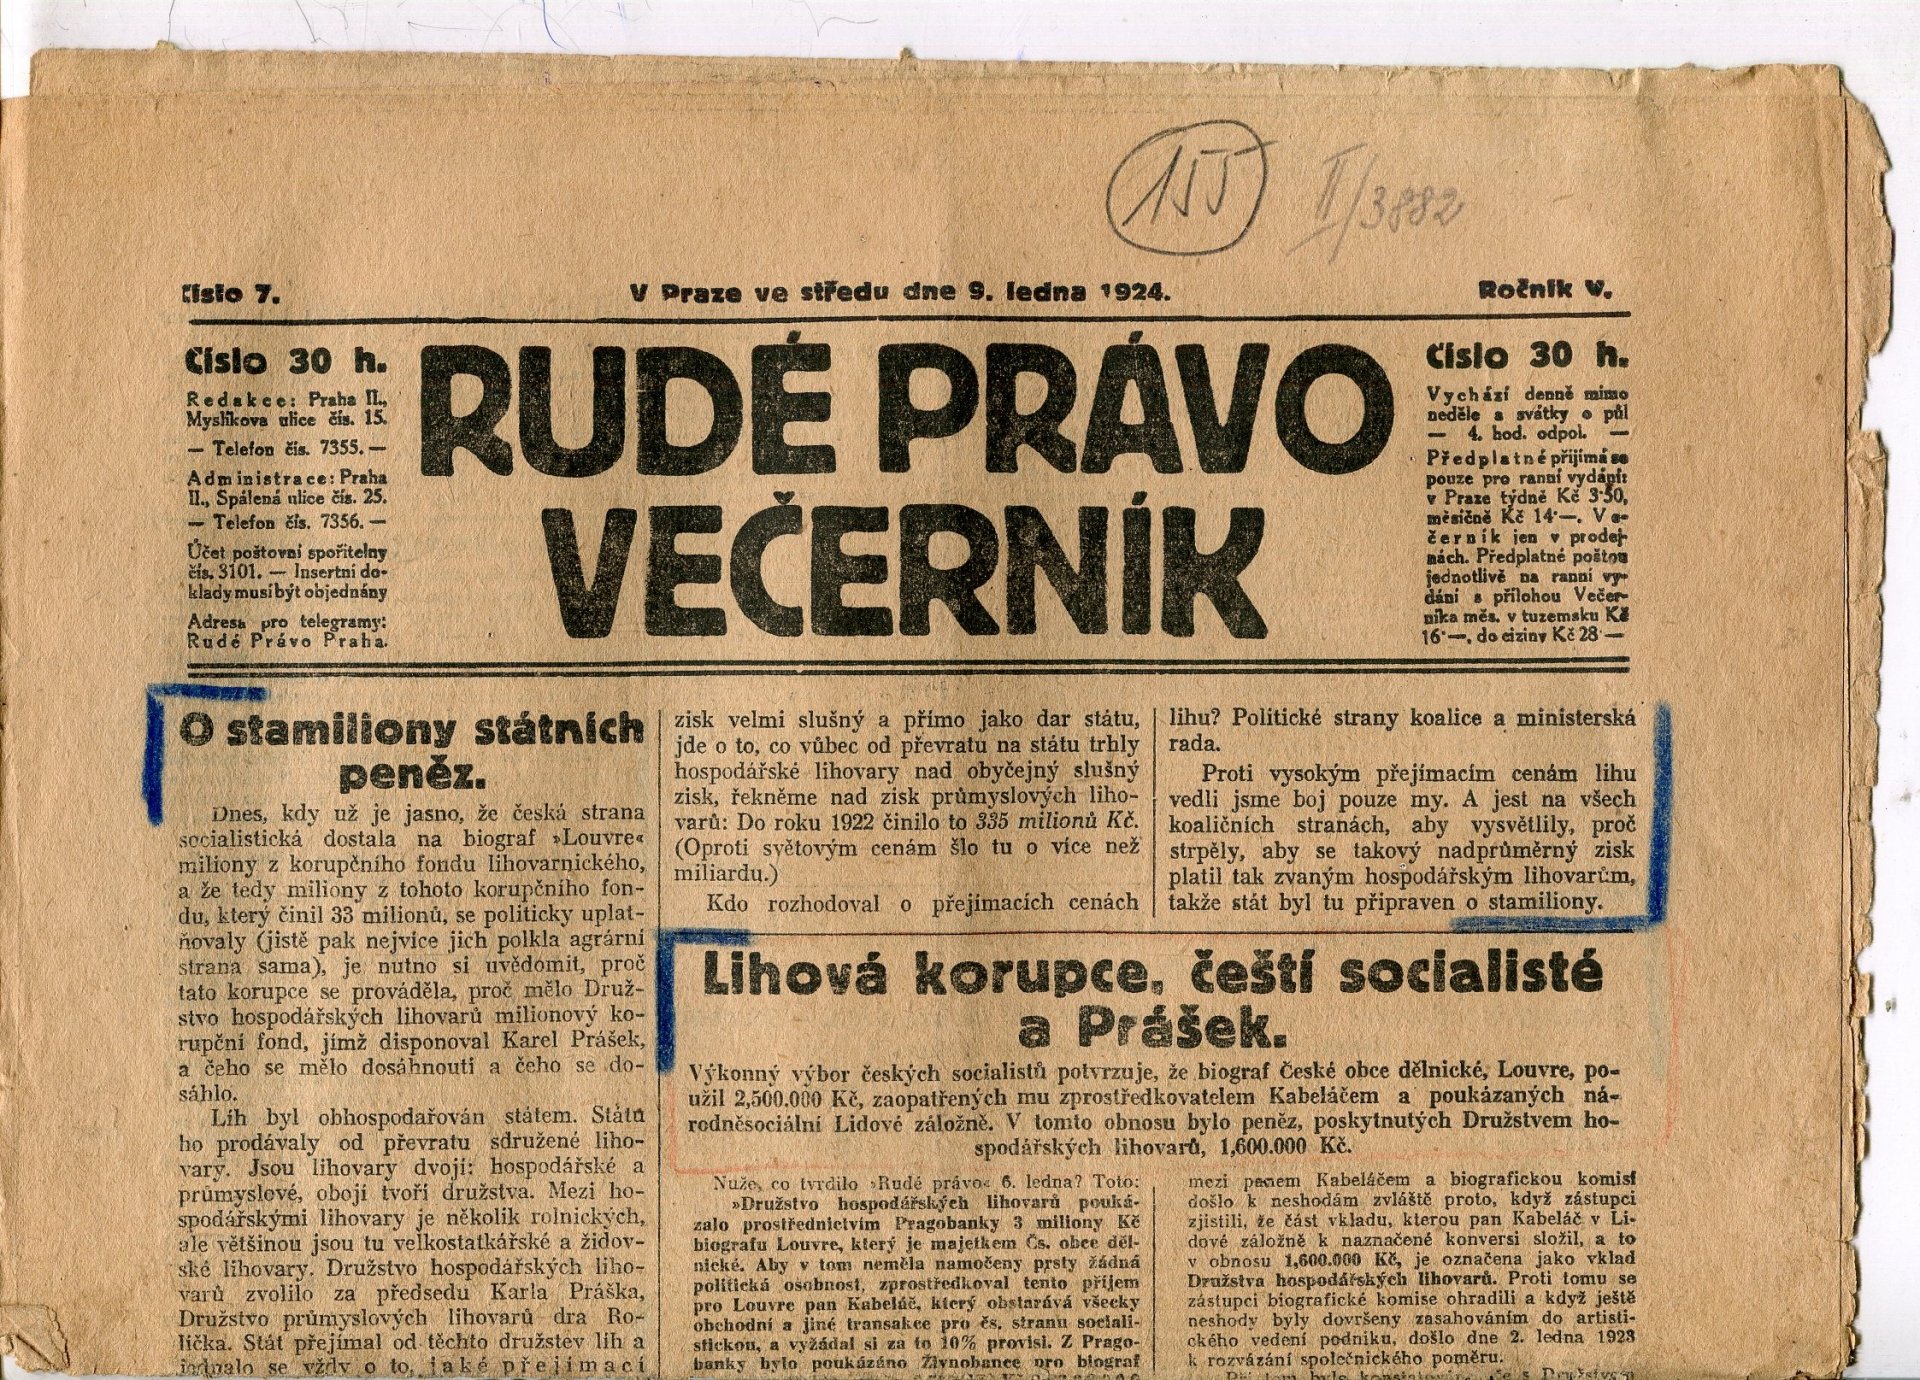 155
II/3882
Číslo 7.
V Praze ve středu dne 9. ledna 1924.
Ročník V.
Číslo 30 h.
Redakce: Praha II.,
Myslíkova ulice čís. 15.
— Telefon čís. 7355. —
Administrace: Praha
II., Spálená ulice čís. 25.
— Telefon čís. 7356. —
Účet poštovní spořitelny
čís. 3101. — Insertní do-
klady musí být objednány
Adresa pro telegramy:
Rudé Právo Praha.
RUDÉ PRÁVO
VEČERNÍK
Číslo 30 h.
Vychází denně mimo
neděle a svátky o půl
— 4. hod. odpol. —
Předplatné přijímá se
pouze pro ranní vydání:
v Praze týdně Kč 3·50,
měsíčně Kč 14·—. Ve-
černík jen v prodej-
nách. Předplatné poštou
jednotlivě na ranní vy-
dání s přílohou Večer-
níka měs. v tuzemsku Kč
16·—, do ciziny Kč 28·—
O stamiliony státních
peněz.
Dnes, kdy už je jasno, že česká strana
socialistická dostala na biograf »Louvre«
miliony z korupčního fondu lihovarnického,
a že tedy miliony z tohoto korupčního fon-
du, který činil 33 milionů, se politicky uplat-
ňovaly (jistě pak nejvíce jich polkla agrární
strana sama), je nutno si uvědomit, proč
tato korupce se prováděla, proč mělo Druž-
stvo hospodářských lihovarů milionový ko-
rupční fond, jímž disponoval Karel Prášek,
a čeho se mělo dosáhnouti a čeho se do-
sáhlo.
Líh byl obhospodařován státem. Státu
ho prodávaly od převratu sdružené liho-
vary. Jsou lihovary dvojí: hospodářské a
průmyslové, obojí tvoří družstva. Mezi ho-
spodářskými lihovary je několik rolnických,
ale většinou jsou tu velkostatkářské a židov-
ské lihovary. Družstvo hospodářských liho-
varů zvolilo za předsedu Karla Práška,
Družstvo průmyslových lihovarů dra Ro-
líčka. Stát přejímal od těchto družstev líh a
jednalo se vždy o to, jaké přejímací
zisk velmi slušný a přímo jako dar státu,
jde o to, co vůbec od převratu na státu trhly
hospodářské lihovary nad obyčejný slušný
zisk, řekněme nad zisk průmyslových liho-
varů: Do roku 1922 činilo to 335 milionů Kč.
(Oproti světovým cenám šlo tu o více než
miliardu.)
Kdo rozhodoval o přejímacích cenách
lihu? Politické strany koalice a ministerská
rada.
Proti vysokým přejímacím cenám lihu
vedli jsme boj pouze my. A jest na všech
koaličních stranách, aby vysvětlily, proč
strpěly, aby se takový nadprůměrný zisk
platil tak zvaným hospodářským lihovarům,
takže stát byl tu připraven o stamiliony.
Lihová korupce, čeští socialisté
a Prášek.
Výkonný výbor českých socialistů potvrzuje, že biograf České obce dělnické, Louvre, po-
užil 2,500.000 Kč, zaopatřených mu zprostředkovatelem Kabeláčem a poukázaných ná-
rodněsociální Lidové záložně. V tomto obnosu bylo peněz, poskytnutých Družstvem ho-
spodářských lihovarů, 1,600.000 Kč.
Nuže, co tvrdilo »Rudé právo« 6. ledna? Toto:
»Družstvo hospodářských lihovarů pouká-
zalo prostřednictvím Pragobanky 3 miliony Kč
biografu Louvre, který je majetkem Čs. obce děl-
nické. Aby v tom neměla namočeny prsty žádná
politická osobnost, zprostředkoval tento příjem
pro Louvre pan Kabeláč, který obstarává všecky
obchodní a jiné transakce pro čs. stranu sociali-
stickou, a vyžádal si za to 10% provisi. Z Prago-
banky bylo poukázáno Živnobance pro biograf
mezi panem Kabeláčem a biografickou komisí
došlo k neshodám zvláště proto, když zástupci
zjistili, že část vkladu, kterou pan Kabeláč v Li-
dové záložně k naznačené konversi složil, a to
v obnosu 1,600.000 Kč, je označena jako vklad
Družstva hospodářských lihovarů. Proti tomu se
zástupci biografické komise ohradili a když ještě
neshody byly dovršeny zasahováním do artisti-
ckého vedení podniku, došlo dne 2. ledna 1923
k rozvázání společnického poměru.